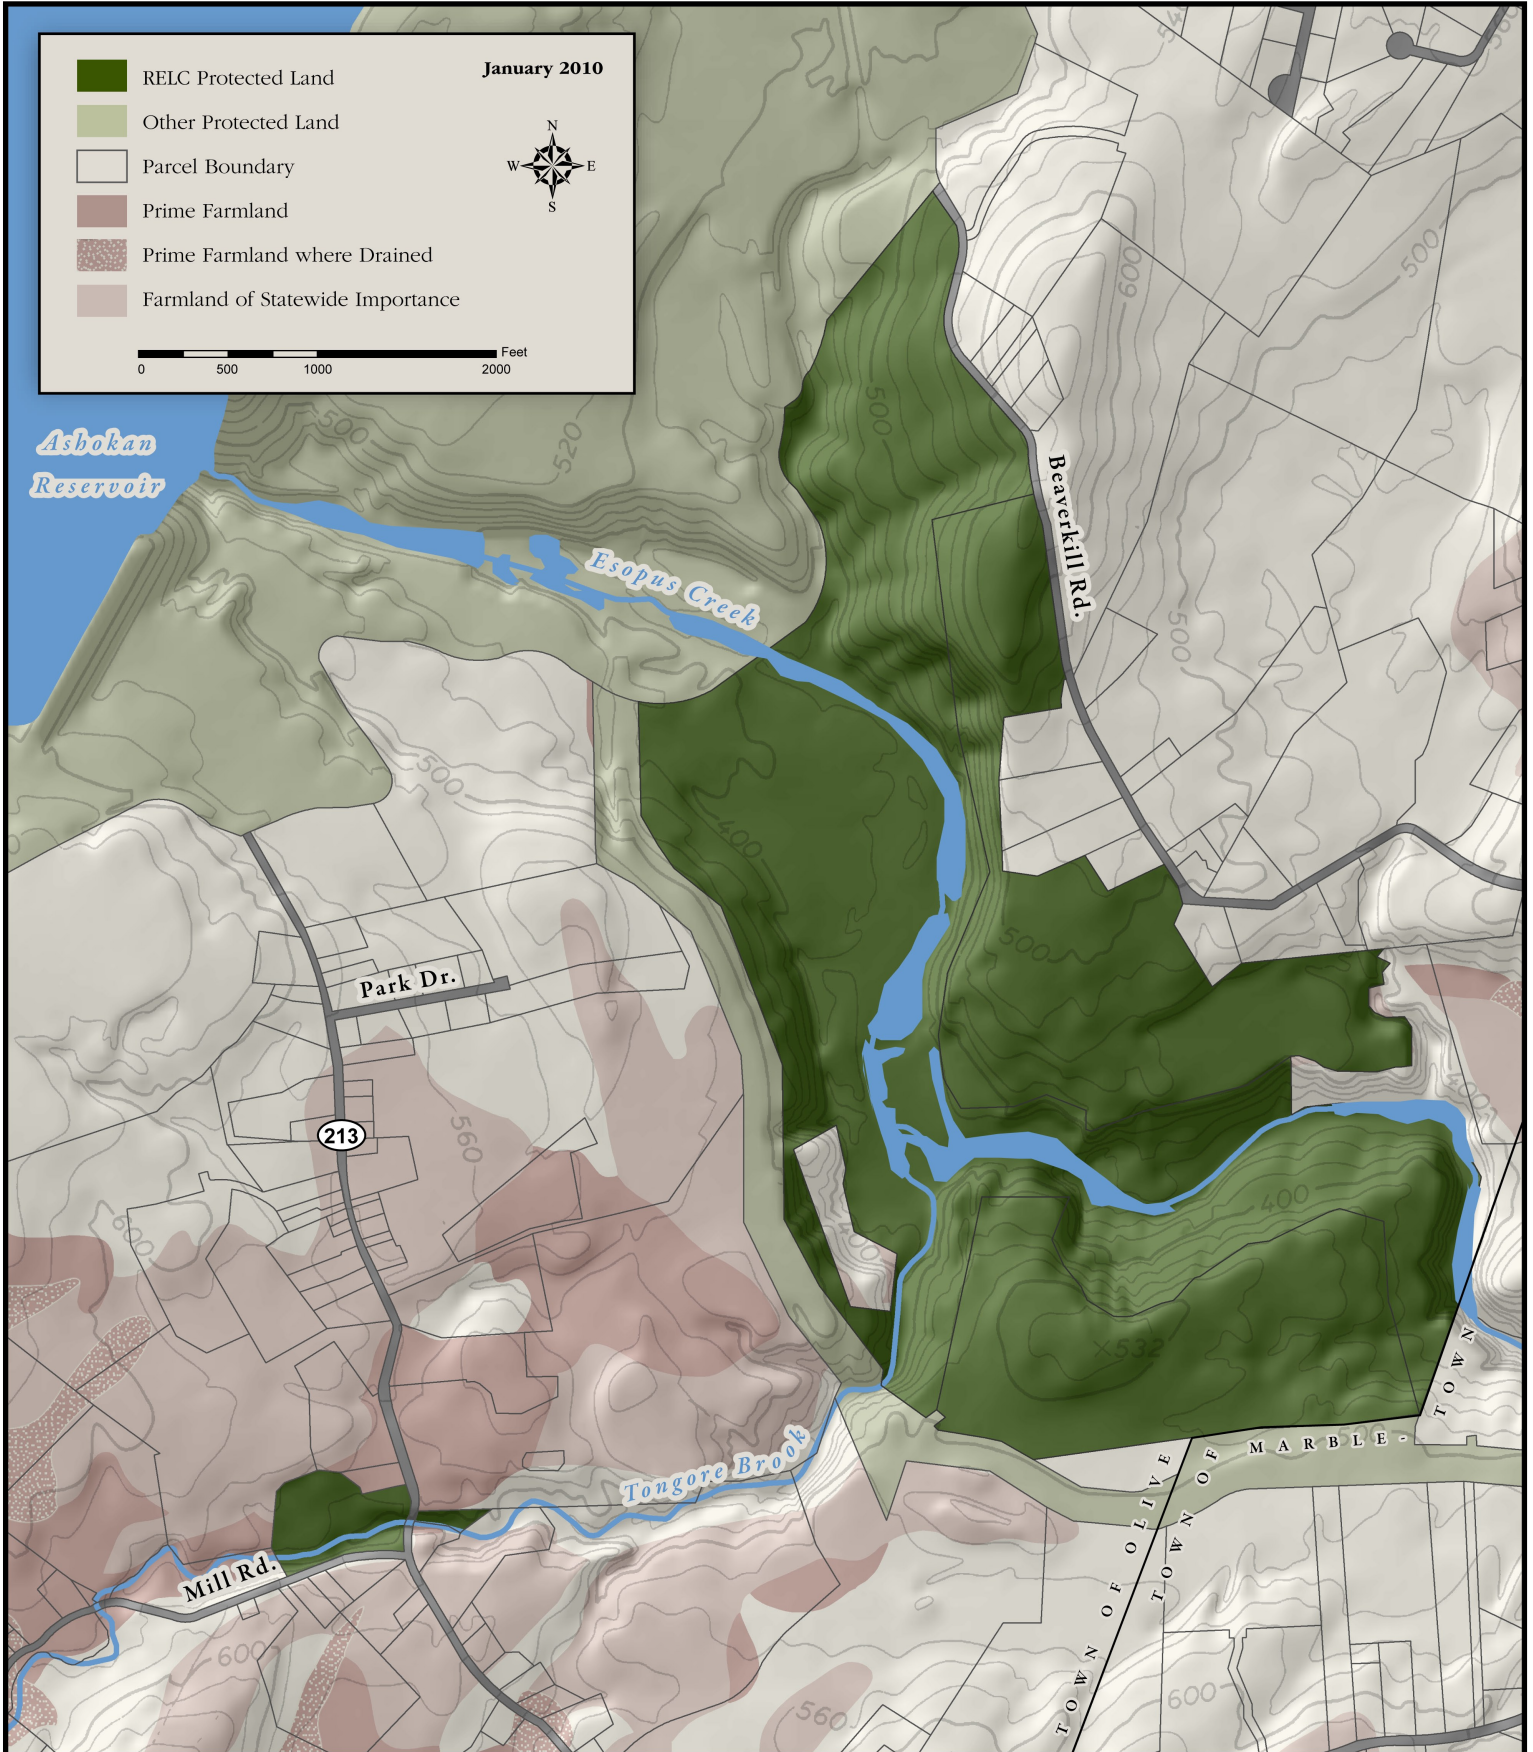 January 2010
RELC Protected Land
Other Protected Land
Parcel Boundary
Prime Farmland
Prime Farmland where Drained
Farmland of Statewide Importance
N
W E
S
Feet
0 500 1000 2000
Ashokan
Reservoir
Esopus Creek
Beaverkill Rd.
Park Dr.
213
Tongore Brook
Mill Rd.
TOWN OF OLIVE
TOWN OF MARBLE-
TOWN
500
520
500
600
500
500
500
400
500
560
600
400
400
400
×532
520
600
560
600